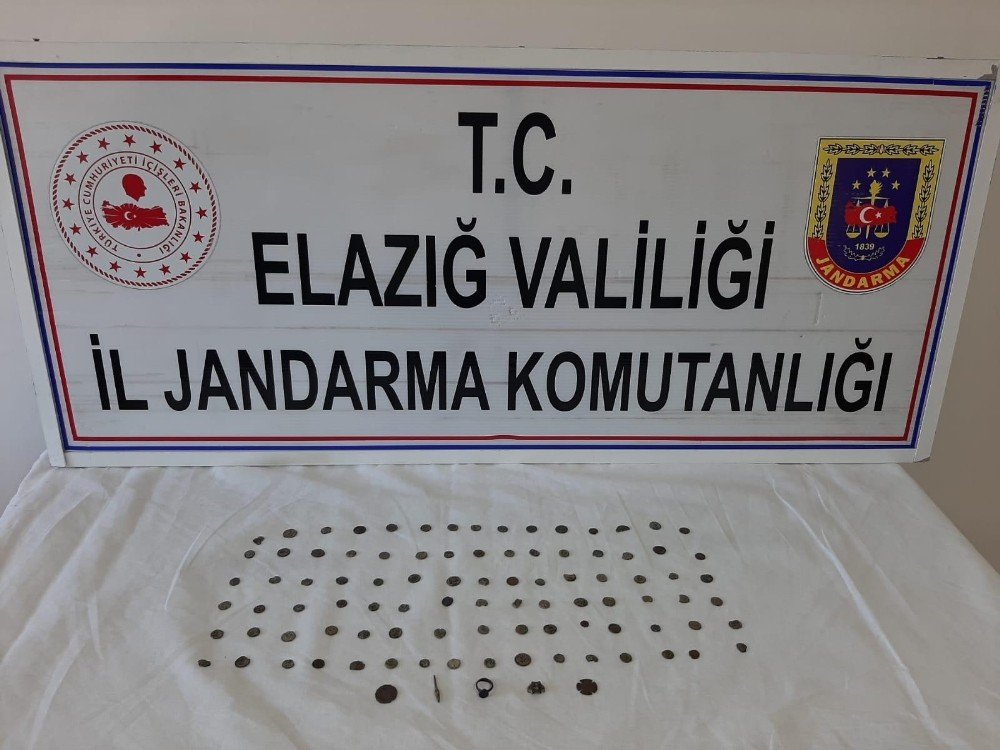 T.C.
ELAZIĞ VALİLİĞİ
İL JANDARMA KOMUTANLIĞI
TÜRKİYE CUMHURİYETİ İÇİŞLERİ BAKANLIĞI
1839
JANDARMA